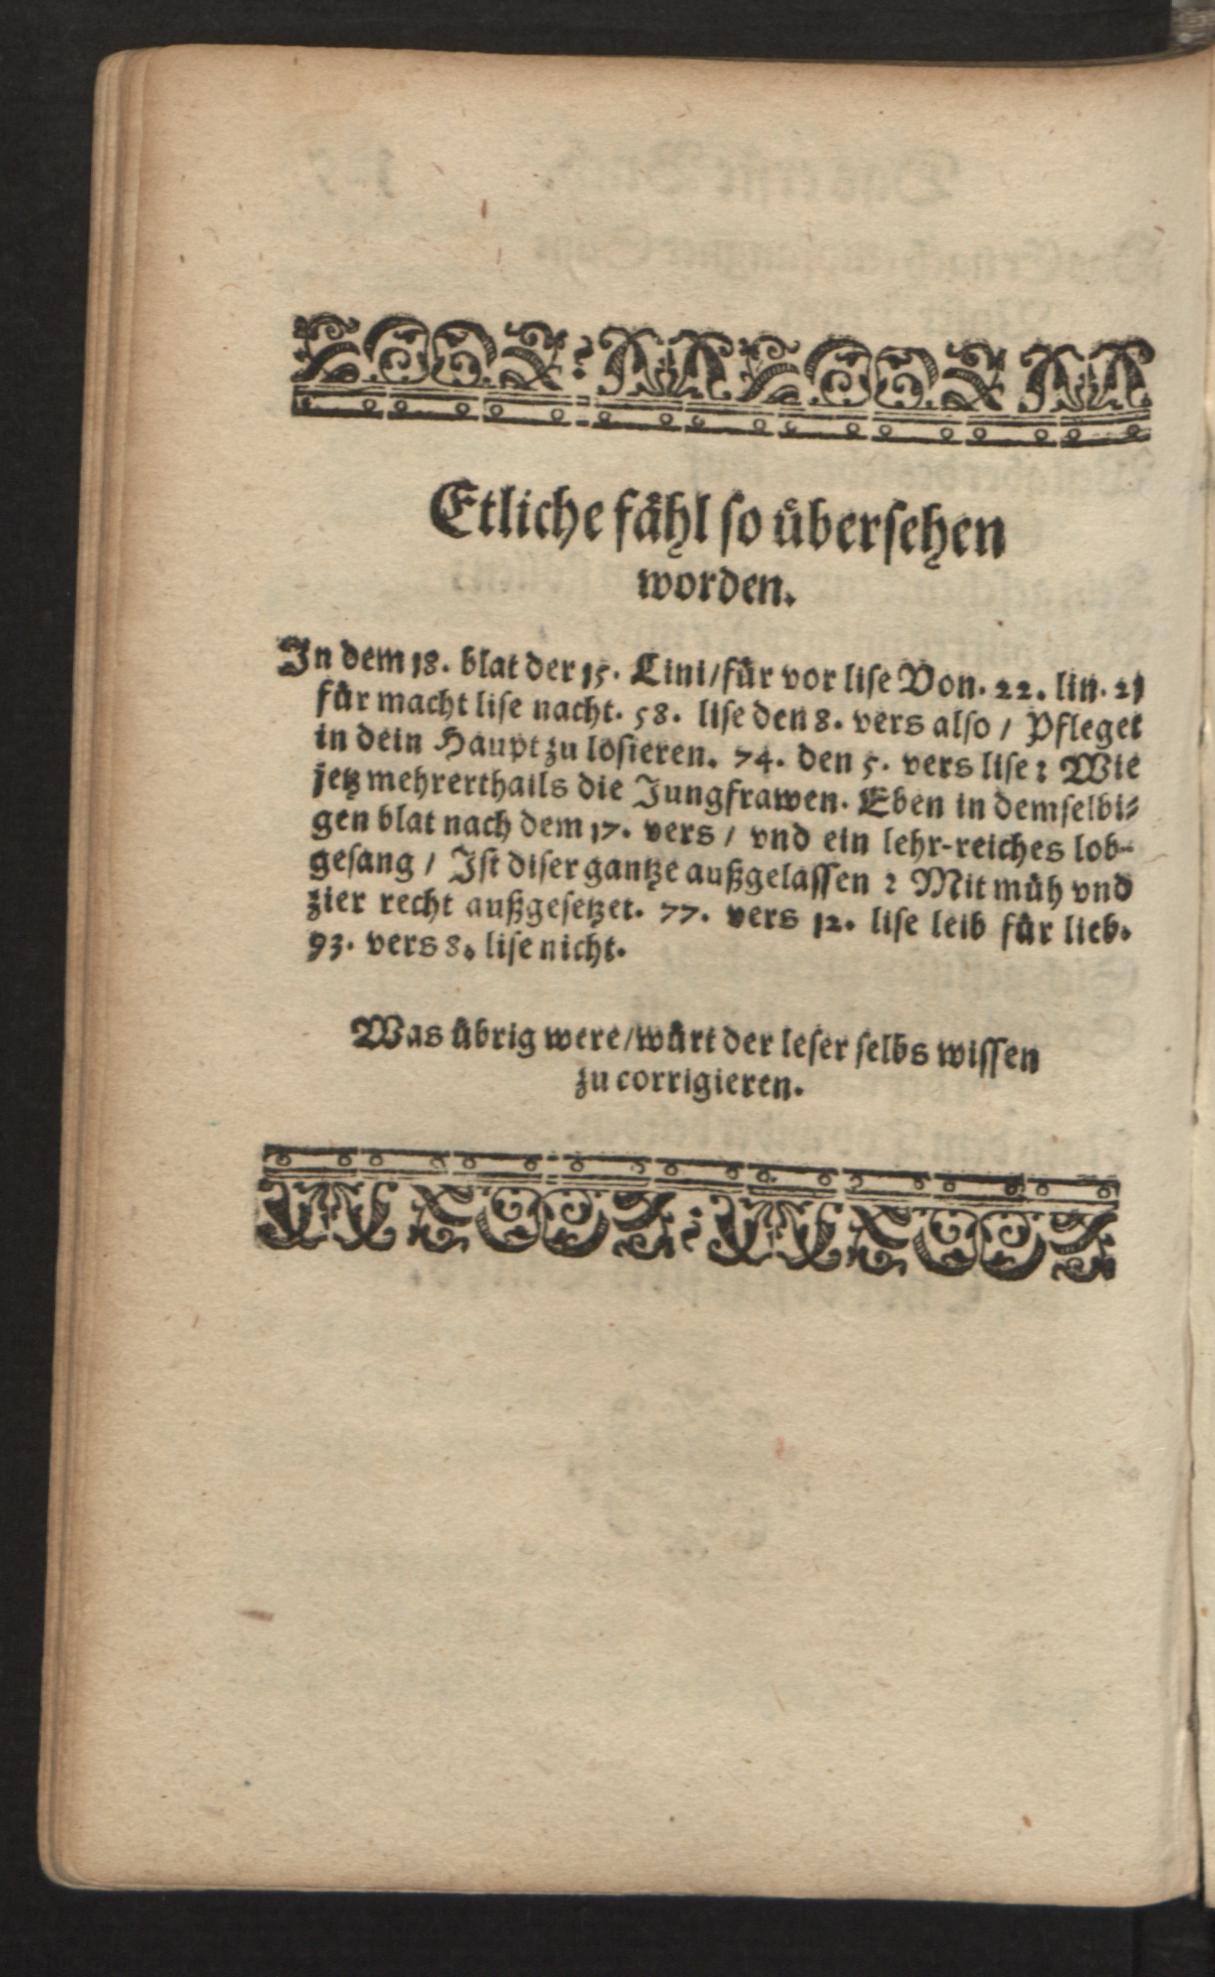 Etliche fähl so übersehen
worden.
In dem 18. blat der 15. Lini/für vor lise Von. 22. lin. 21
für macht lise nacht. 58. lise den 8. vers also / Pfleget
in dein Haupt zu losieren. 74. den 5. vers lise: Wie
jetz mehrerthails die Jungfrawen. Eben in demselbi-
gen blat nach dem 17. vers / vnd ein lehr-reiches lob-
gesang / Ist diser gantze außgelassen : Mit müh vnd
zier recht außgesetzet. 77. vers 12. lise leib für lieb.
93. vers 8. lise nicht.
Was übrig were/würt der leser selbs wissen
zu corrigieren.